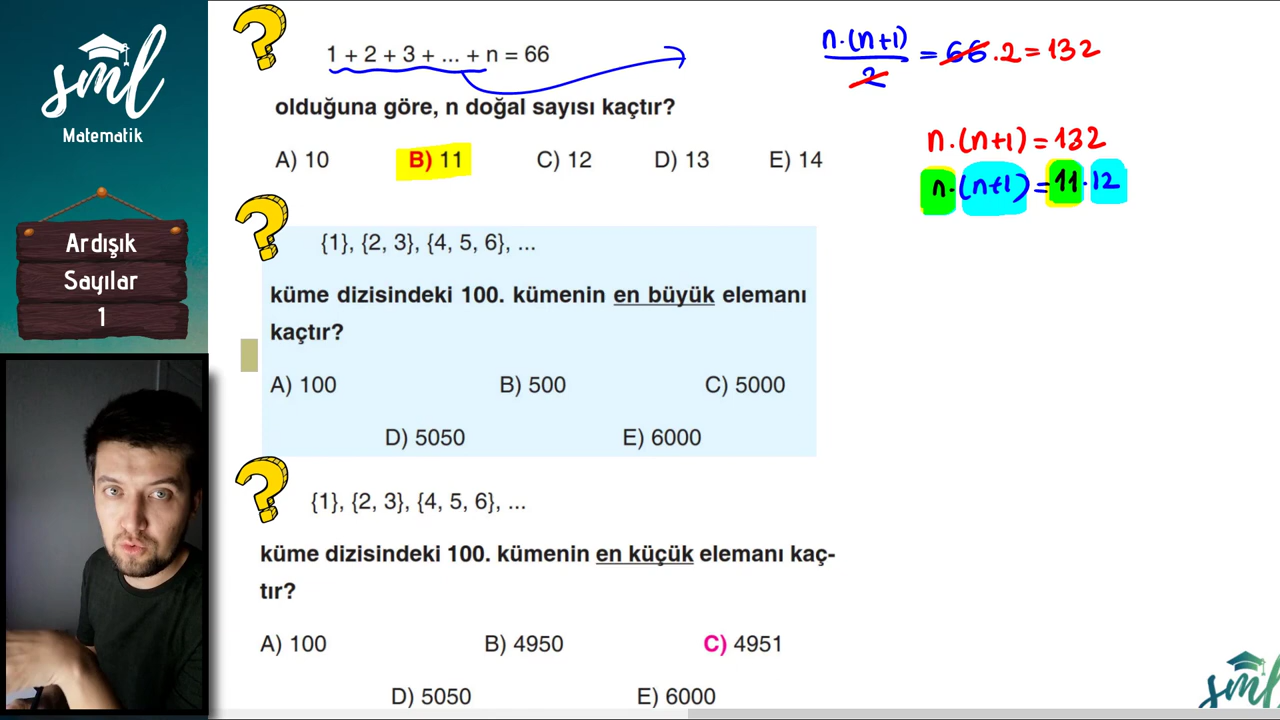 sml
Matematik
Ardışık
Sayılar
1
1 + 2 + 3 + ... + n = 66
olduğuna göre, n doğal sayısı kaçtır?
A) 10 B) 11 C) 12 D) 13 E) 14
n.(n+1)/2 = 66.2 = 132
n.(n+1) = 132
n.(n+1) = 11.12
{1}, {2, 3}, {4, 5, 6}, ...
küme dizisindeki 100. kümenin en büyük elemanı
kaçtır?
A) 100 B) 500 C) 5000
D) 5050 E) 6000
{1}, {2, 3}, {4, 5, 6}, ...
küme dizisindeki 100. kümenin en küçük elemanı kaç-
tır?
A) 100 B) 4950 C) 4951
D) 5050 E) 6000
sml